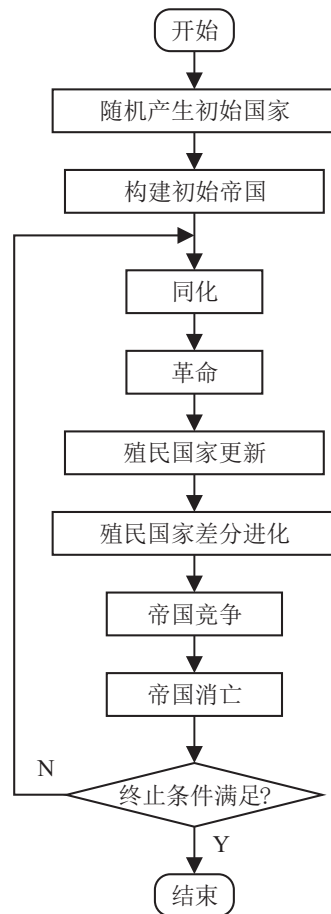 开始
随机产生初始国家
构建初始帝国
同化
革命
殖民国家更新
殖民国家差分进化
帝国竞争
帝国消亡
N
终止条件满足?
Y
结束